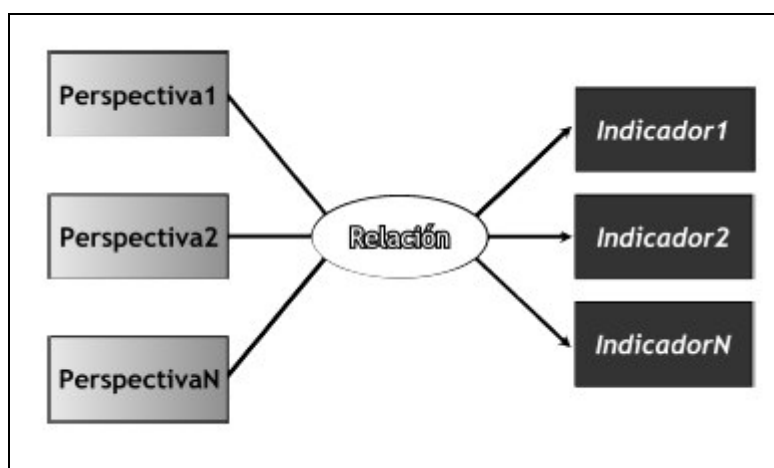 Perspectiva1
Perspectiva2
PerspectivaN
Relación
Indicador1
Indicador2
IndicadorN